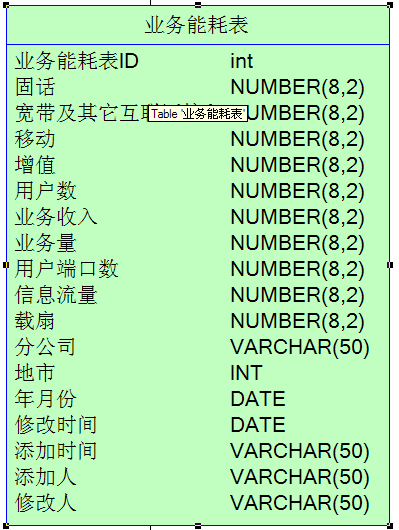 业务能耗表
业务能耗表ID int
固话 NUMBER(8,2)
宽带及其它互联 NUMBER(8,2)
Table '业务能耗表'
移动 NUMBER(8,2)
增值 NUMBER(8,2)
用户数 NUMBER(8,2)
业务收入 NUMBER(8,2)
业务量 NUMBER(8,2)
用户端口数 NUMBER(8,2)
信息流量 NUMBER(8,2)
载扇 NUMBER(8,2)
分公司 VARCHAR(50)
地市 INT
年月份 DATE
修改时间 DATE
添加时间 VARCHAR(50)
添加人 VARCHAR(50)
修改人 VARCHAR(50)